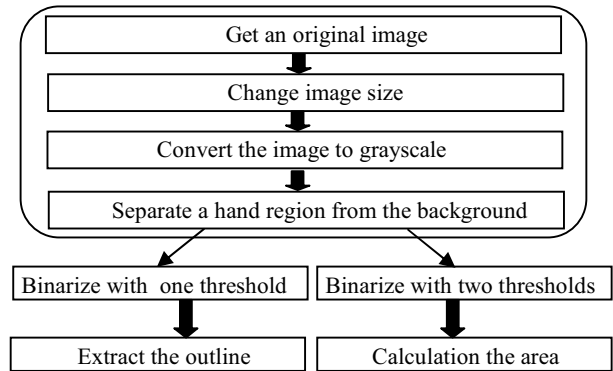 Get an original image
Change image size
Convert the image to grayscale
Separate a hand region from the background
Binarize with one threshold
Binarize with two thresholds
Extract the outline
Calculation the area